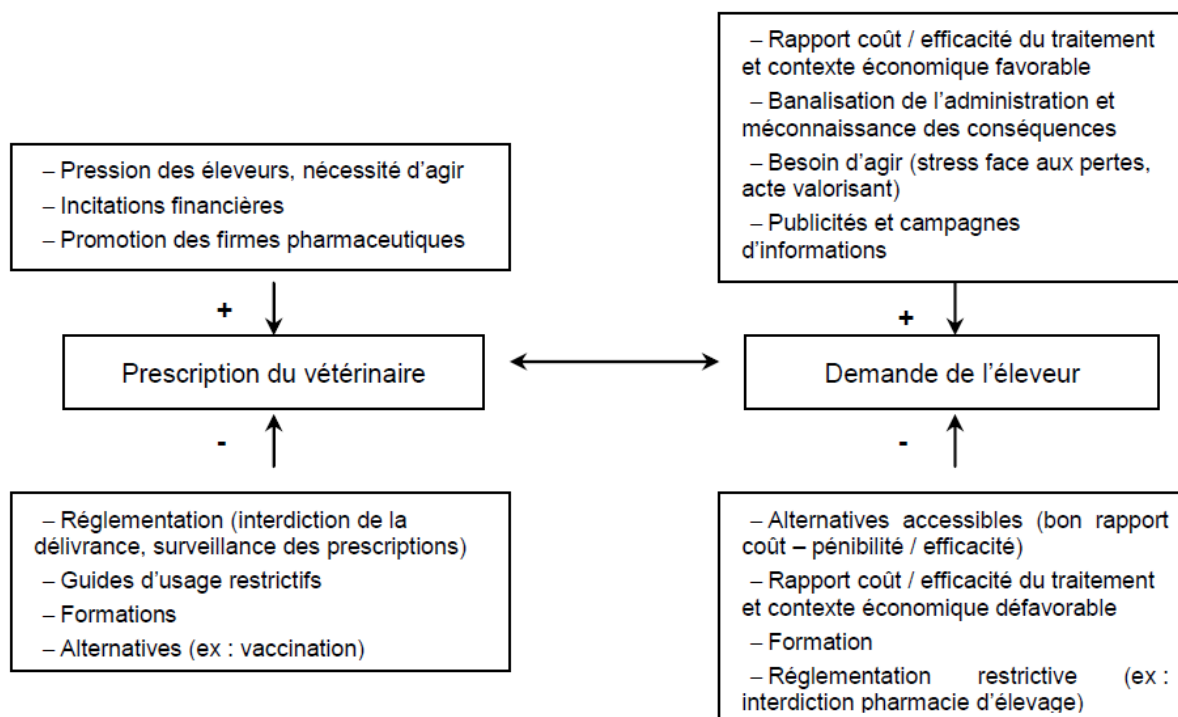 – Rapport coût / efficacité du traitement
et contexte économique favorable
– Banalisation de l’administration et
méconnaissance des conséquences
– Besoin d’agir (stress face aux pertes,
acte valorisant)
– Publicités et campagnes
d’informations
– Pression des éleveurs, nécessité d’agir
– Incitations financières
– Promotion des firmes pharmaceutiques
+
+
Prescription du vétérinaire
Demande de l’éleveur
-
-
– Réglementation (interdiction de la
délivrance, surveillance des prescriptions)
– Guides d’usage restrictifs
– Formations
– Alternatives (ex : vaccination)
– Alternatives accessibles (bon rapport
coût – pénibilité / efficacité)
– Rapport coût / efficacité du traitement
et contexte économique défavorable
– Formation
– Réglementation restrictive (ex :
interdiction pharmacie d’élevage)